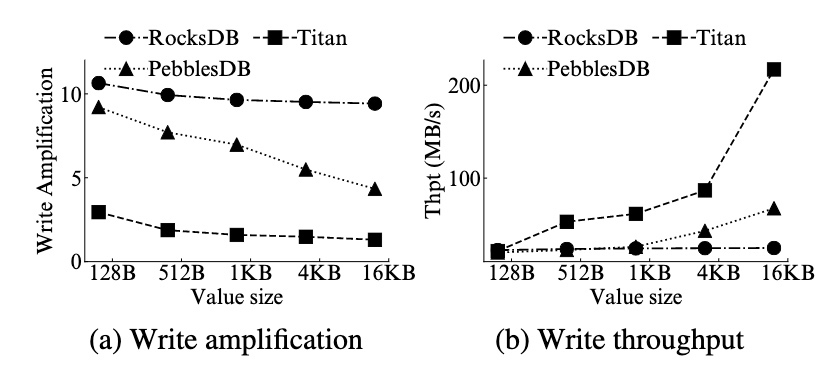 RocksDB Titan
PebblesDB
Write Amplification
10
5
0
128B 512B 1KB 4KB 16KB
Value size
(a) Write amplification
RocksDB Titan
PebblesDB
Thpt (MB/s)
200
100
128B 512B 1KB 4KB 16KB
Value size
(b) Write throughput